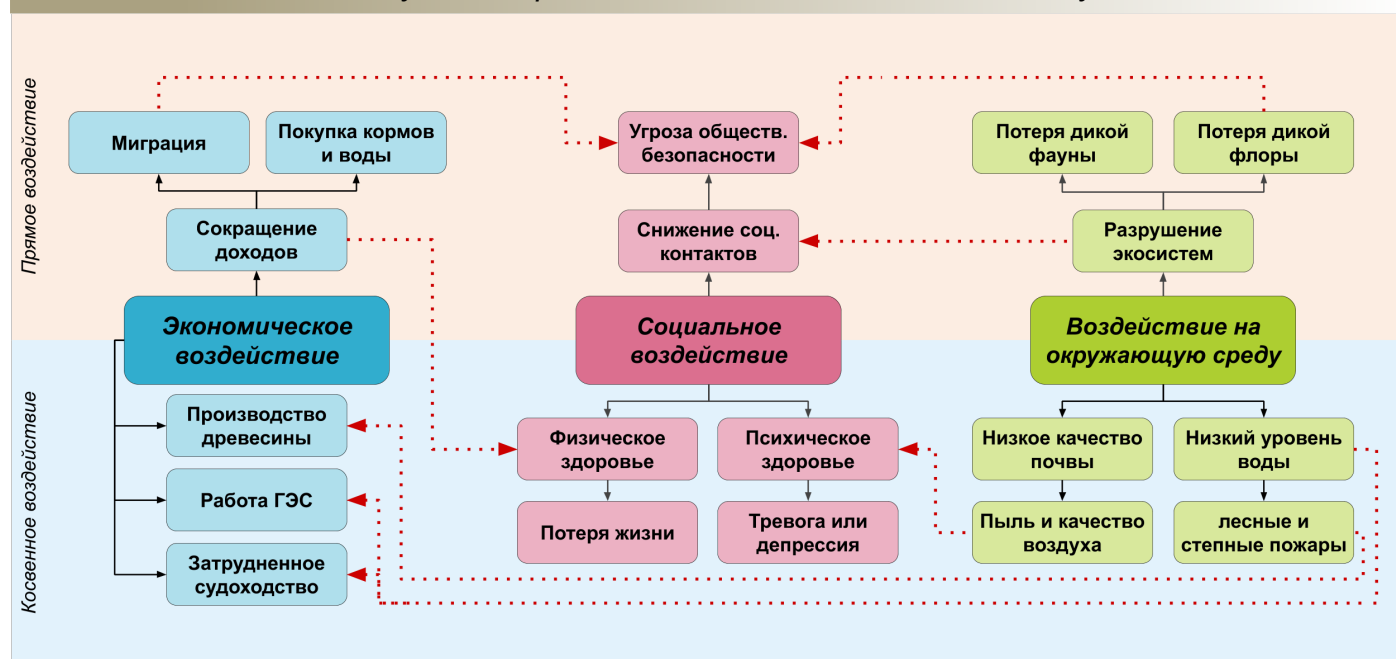 Прямое воздействие
Миграция
Покупка кормов
и воды
Угроза обществ.
безопасности
Потеря дикой
фауны
Потеря дикой
флоры
Сокращение
доходов
Снижение соц.
контактов
Разрушение
экосистем
Экономическое
воздействие
Социальное
воздействие
Воздействие на
окружающую среду
Косвенное воздействие
Производство
древесины
Физическое
здоровье
Психическое
здоровье
Низкое качество
почвы
Низкий уровень
воды
Работа ГЭС
Потеря жизни
Тревога или
депрессия
Пыль и качество
воздуха
лесные и
степные пожары
Затрудненное
судоходство